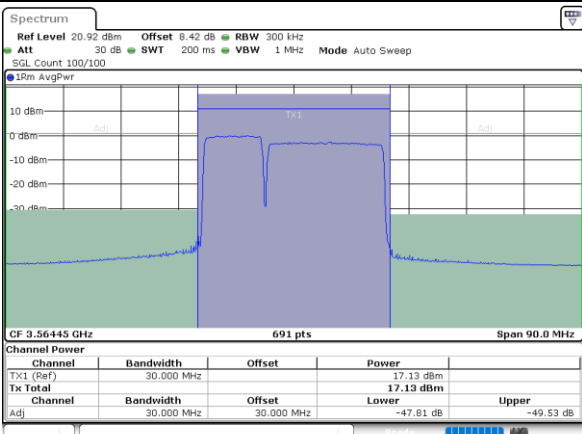 Spectrum
Ref Level 20.92 dBm Offset 8.42 dB RBW 300 kHz
Att 30 dB SWT 200 ms VBW 1 MHz Mode Auto Sweep
SGL Count 100/100
1Rm AvgPwr
10 dBm
TX1
0 dBm
Adj Adj
-10 dBm
-20 dBm
-30 dBm
CF 3.56445 GHz 691 pts Span 90.0 MHz
Channel Power
Channel Bandwidth Offset Power
TX1 (Ref) 30.000 MHz 17.13 dBm
Tx Total 17.13 dBm
Channel Bandwidth Offset Lower Upper
Adj 30.000 MHz 30.000 MHz -47.81 dB -49.53 dB